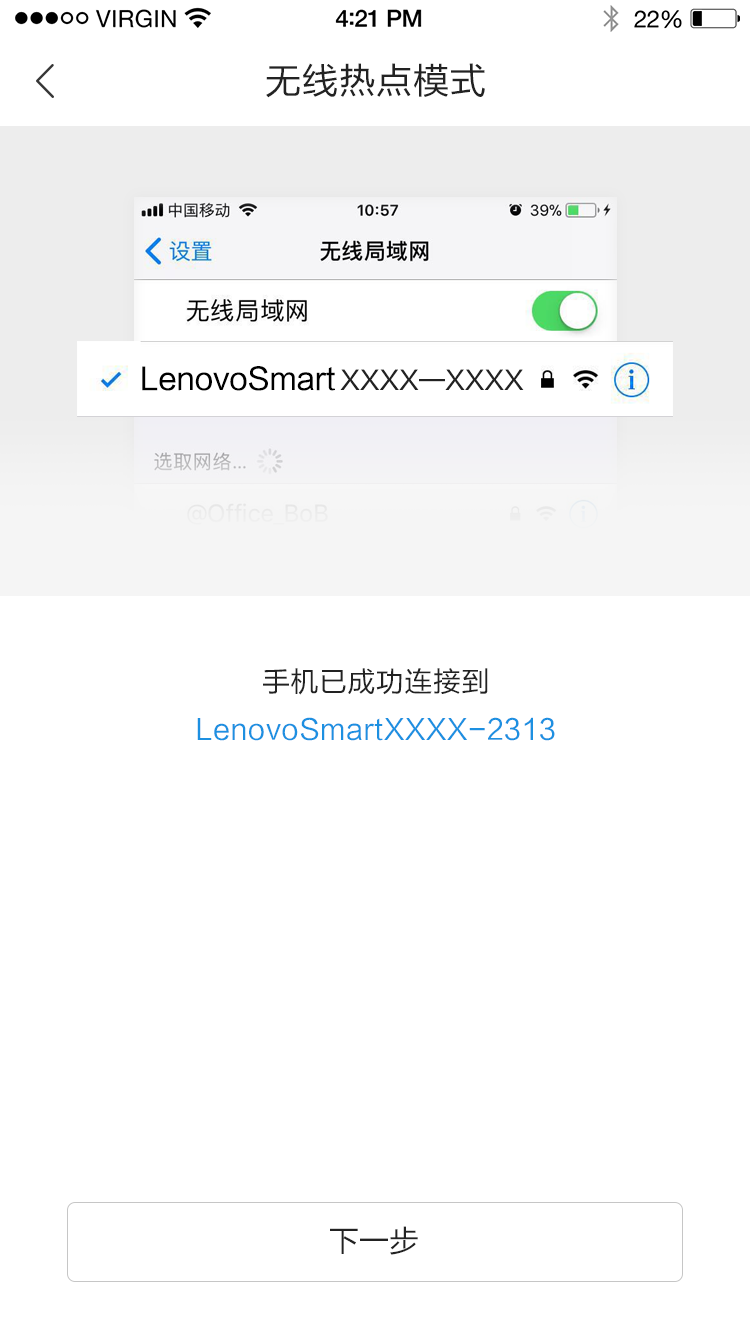 VIRGIN 4:21 PM 22%
无线热点模式
中国移动 10:57 39%
设置 无线局域网
无线局域网
LenovoSmart XXXX—XXXX
选取网络...
@Office_BoB
手机已成功连接到
LenovoSmartXXXX-2313
下一步